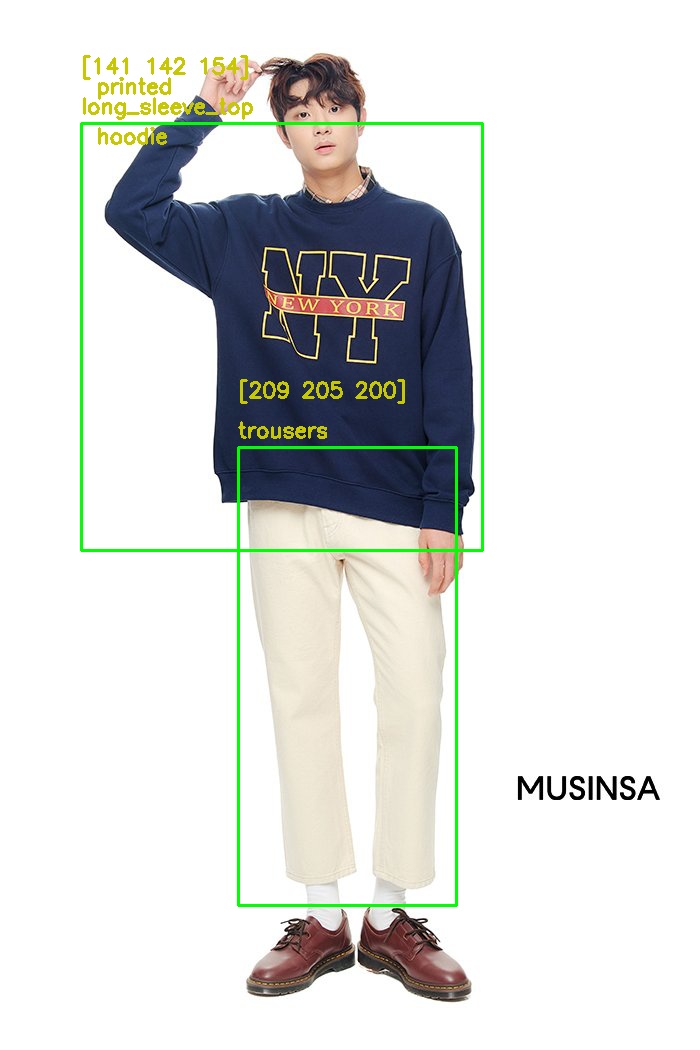 [141 142 154]
printed
long_sleeve_top
hoodie
NY
NEW YORK
[209 205 200]
trousers
MUSINSA